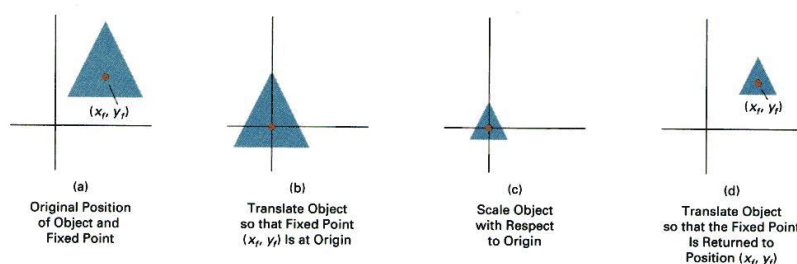 (x_f, y_f)
(x_f, y_f)
(a)
Original Position
of Object and
Fixed Point
(b)
Translate Object
so that Fixed Point
(x_f, y_f) Is at Origin
(c)
Scale Object
with Respect
to Origin
(d)
Translate Object
so that the Fixed Point
Is Returned to
Position (x_f, y_f)